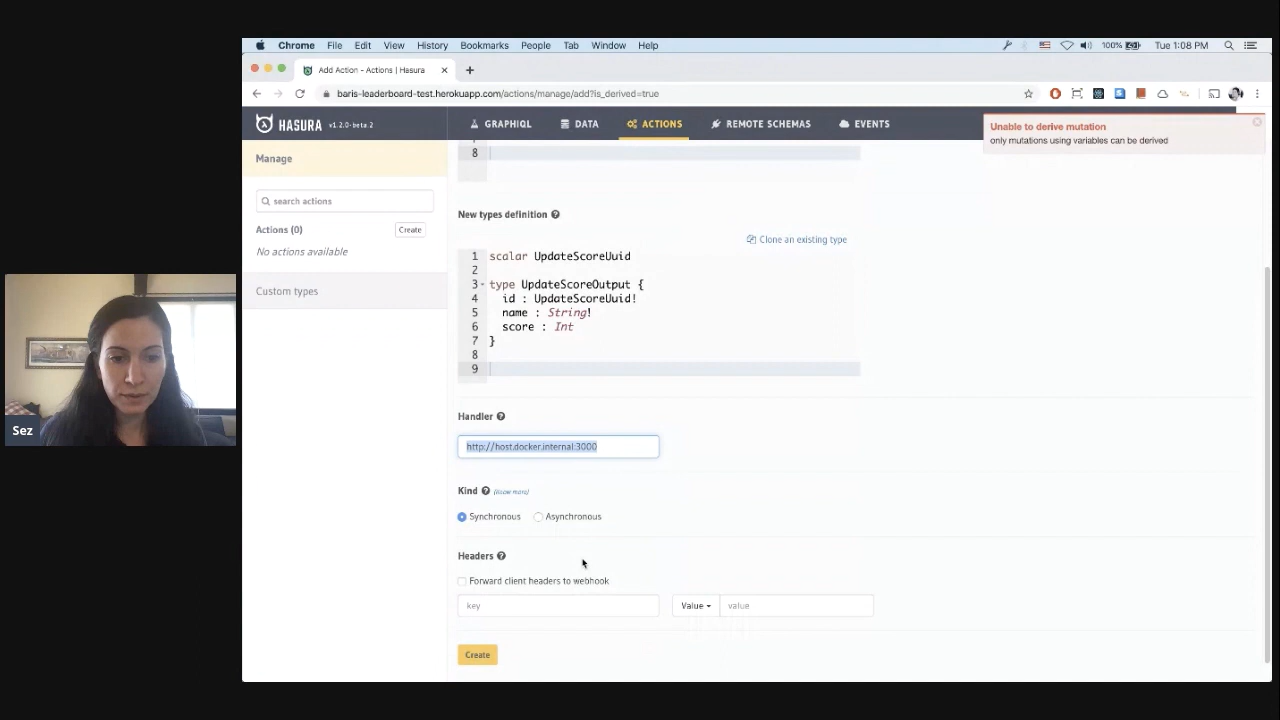 Chrome File Edit View History Bookmarks People Tab Window Help 100% Tue 1:08 PM
Add Action - Actions | Hasura
baris-leaderboard-test.herokuapp.com/actions/manage/add?is_derived=true
HASURA v1.2.0-beta.2 GRAPHIQL DATA ACTIONS REMOTE SCHEMAS EVENTS
Unable to derive mutation
only mutations using variables can be derived
Manage
search actions
Actions (0) Create
No actions available
Custom types
8
New types definition
Clone an existing type
1 scalar UpdateScoreUuid
2
3 type UpdateScoreOutput {
4 id : UpdateScoreUuid!
5 name : String!
6 score : Int
7 }
8
9
Handler
http://host.docker.internal:3000
Kind (Know more)
Synchronous Asynchronous
Headers
Forward client headers to webhook
key Value value
Create
Sez